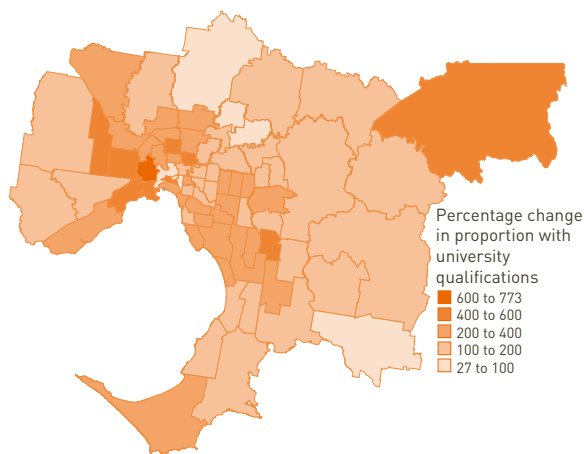 Percentage change
in proportion with
university
qualifications
600 to 773
400 to 600
200 to 400
100 to 200
27 to 100